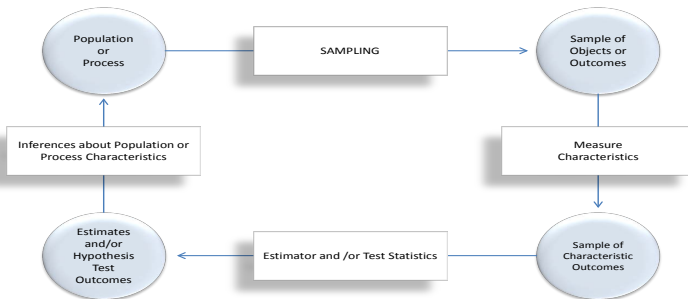 Population
or
Process
SAMPLING
Sample of
Objects or
Outcomes
Inferences about Population or
Process Characteristics
Measure
Characteristics
Estimates
and/or
Hypothesis
Test
Outcomes
Estimator and /or Test Statistics
Sample of
Characteristic
Outcomes